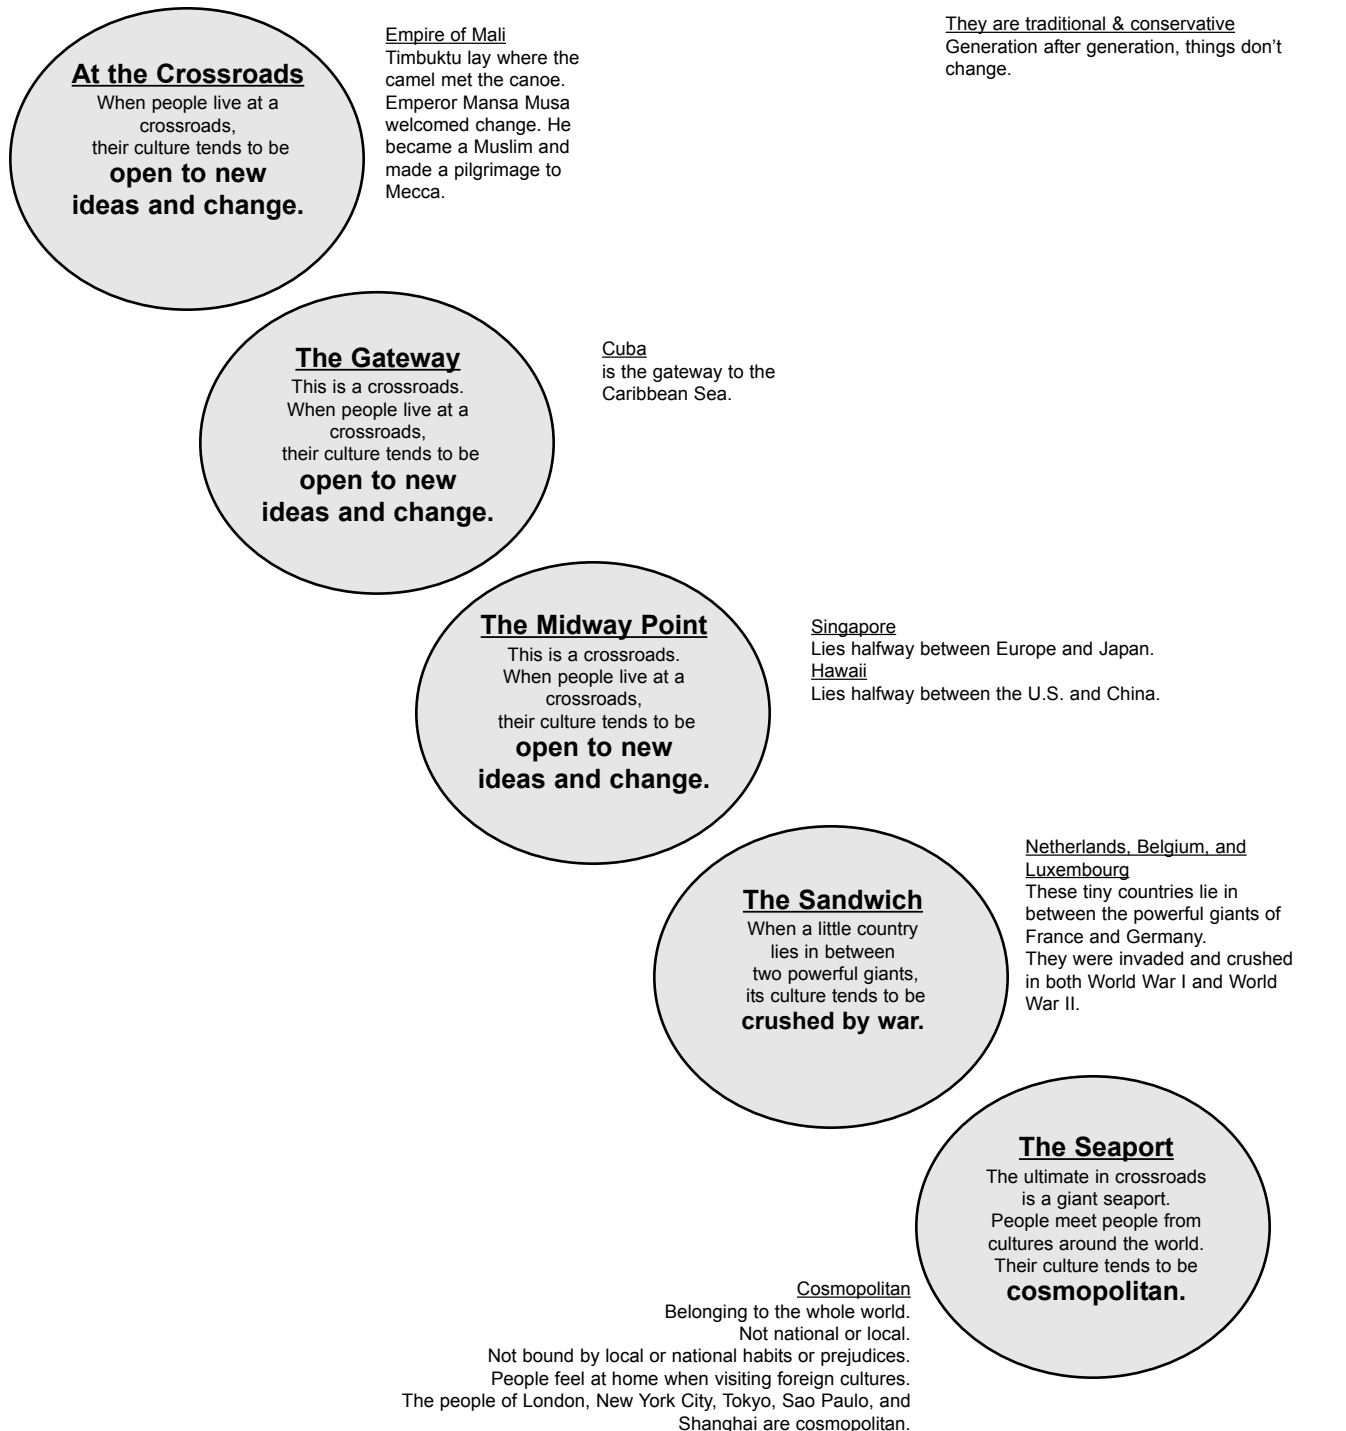 At the Crossroads
When people live at a
crossroads,
their culture tends to be
open to new
ideas and change.
Empire of Mali
Timbuktu lay where the
camel met the canoe.
Emperor Mansa Musa
welcomed change. He
became a Muslim and
made a pilgrimage to
Mecca.
They are traditional & conservative
Generation after generation, things don’t
change.
The Gateway
This is a crossroads.
When people live at a
crossroads,
their culture tends to be
open to new
ideas and change.
Cuba
is the gateway to the
Caribbean Sea.
The Midway Point
This is a crossroads.
When people live at a
crossroads,
their culture tends to be
open to new
ideas and change.
Singapore
Lies halfway between Europe and Japan.
Hawaii
Lies halfway between the U.S. and China.
The Sandwich
When a little country
lies in between
two powerful giants,
its culture tends to be
crushed by war.
Netherlands, Belgium, and
Luxembourg
These tiny countries lie in
between the powerful giants of
France and Germany.
They were invaded and crushed
in both World War I and World
War II.
The Seaport
The ultimate in crossroads
is a giant seaport.
People meet people from
cultures around the world.
Their culture tends to be
cosmopolitan.
Cosmopolitan
Belonging to the whole world.
Not national or local.
Not bound by local or national habits or prejudices.
People feel at home when visiting foreign cultures.
The people of London, New York City, Tokyo, Sao Paulo, and
Shanghai are cosmopolitan.